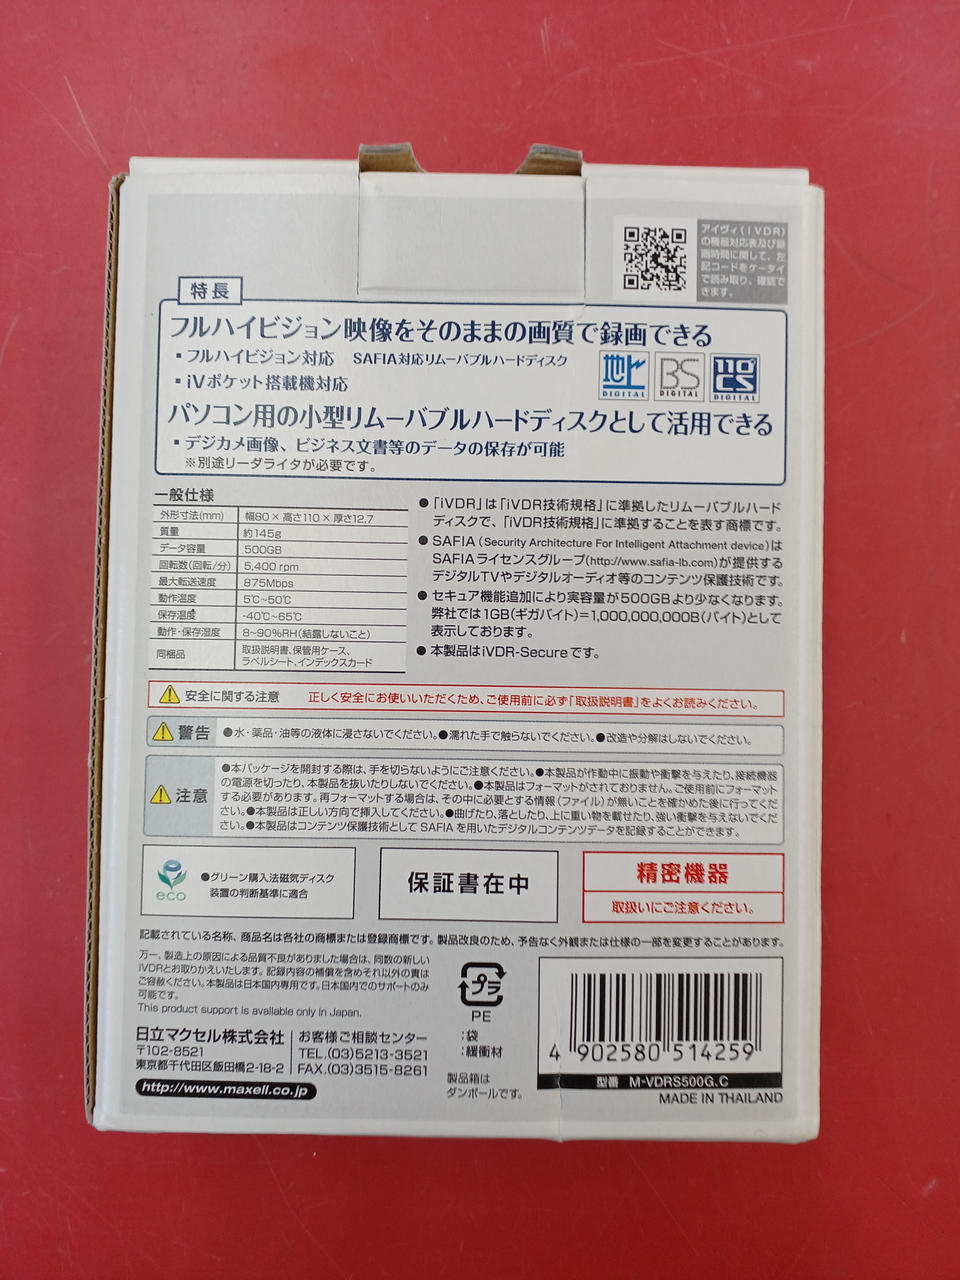 アイヴィ(iVDR)
の機器対応表及び録
画時間に関して、左
記コードをケータイ
で読み取り、確認で
きます。
特長
フルハイビジョン映像をそのままの画質で録画できる
▪フルハイビジョン対応 SAFIA対応リムーバブルハードディスク
▪iVポケット搭載機対応
地上 DIGITAL
BS DIGITAL
110°CS DIGITAL
パソコン用の小型リムーバブルハードディスクとして活用できる
▪デジカメ画像、ビジネス文書等のデータの保存が可能
※別途リーダライタが必要です。
一般仕様
外形寸法(mm) 幅80×高さ110×厚さ12.7
質量 約145g
データ容量 500GB
回転数(回転/分) 5,400 rpm
最大転送速度 875Mbps
動作温度 5℃~50℃
保存温度 -40℃~65℃
動作・保存湿度 8~90%RH(結露しないこと)
同梱品 取扱説明書、保管用ケース、
ラベルシート、インデックスカード
●「iVDR」は「iVDR技術規格」に準拠したリムーバブルハード
ディスクで、「iVDR技術規格」に準拠することを表す商標です。
●SAFIA(Security Architecture For Intelligent Attachment device)は
SAFIAライセンスグループ(http://www.safia-lb.com)が提供する
デジタルTVやデジタルオーディオ等のコンテンツ保護技術です。
●セキュア機能追加により実容量が500GBより少なくなります。
弊社では1GB(ギガバイト)=1,000,000,000B(バイト)として
表示しております。
●本製品はiVDR-Secureです。
安全に関する注意 正しく安全にお使いいただくため、ご使用前に必ず「取扱説明書」をよくお読みください。
警告 ●水・薬品・油等の液体に浸さないでください。●濡れた手で触らないでください。●改造や分解はしないでください。
注意
●本パッケージを開封する際は、手を切らないようにご注意ください。●本製品が作動中に振動や衝撃を与えたり、接続機器
の電源を切ったり、本製品を抜いたりしないでください。●本製品はフォーマットがされておりません。ご使用前にフォーマット
する必要があります。再フォーマットする場合は、その中に必要とする情報(ファイル)が無いことを確かめた後に行ってくだ
さい。●本製品は正しい方向で挿入してください。●曲げたり、落としたり、上に重い物を載せたり、強い衝撃を与えないでくだ
さい。●本製品はコンテンツ保護技術としてSAFIAを用いたデジタルコンテンツデータを記録することができます。
eco
●グリーン購入法磁気ディスク
装置の判断基準に適合
保証書在中
精密機器
取扱いにご注意ください。
記載されている名称、商品名は各社の商標または登録商標です。製品改良のため、予告なく外観または仕様の一部を変更することがあります。
万一、製造上の原因による品質不良がありました場合は、同数の新しい
iVDRとお取りかえいたします。記録内容の補償を含めそれ以外の責は
ご容赦ください。本製品は日本国内専用です。日本国内でのサポートのみ
可能です。
This product support is available only in Japan.
日立マクセル株式会社
〒102-8521
東京都千代田区飯田橋2-18-2
http://www.maxell.co.jp
お客様ご相談センター
TEL.(03)5213-3521
FAX.(03)3515-8261
プラ
PE
:袋
:緩衝材
製品箱は
ダンボールです。
4 902580 514259
型番 M-VDRS500G.C
MADE IN THAILAND